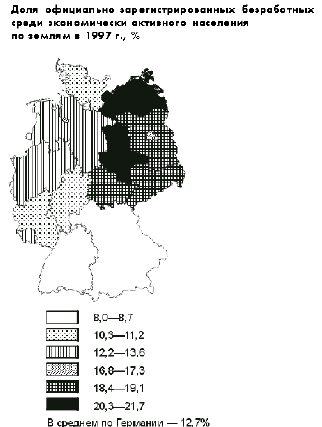 Доля официально зарегистрированных безработных
среди экономически активного населения
по землям в 1997 г., %
8,0—8,7
10,3—11,2
12,2—13,6
16,8—17,3
18,4—19,1
20,3—21,7
В среднем по Германии — 12,7%